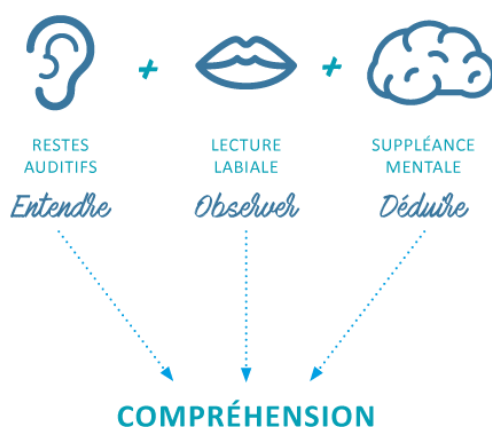 + +
RESTES AUDITIFS
LECTURE LABIALE
SUPPLÉANCE MENTALE
Entendre
Observer
Déduire
COMPRÉHENSION